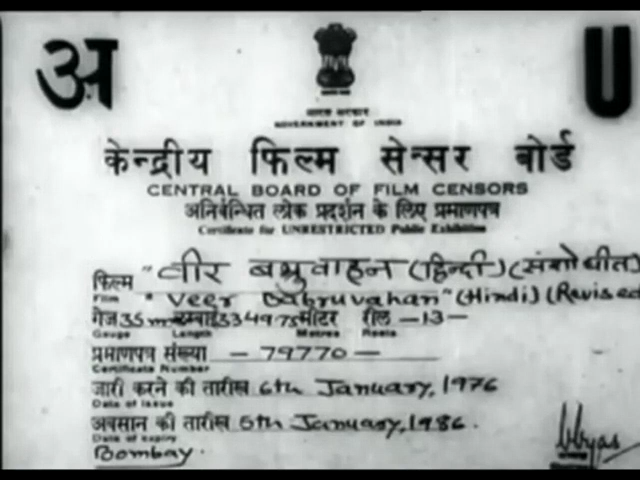 अ U
भारत सरकार
GOVERNMENT OF INDIA
केन्द्रीय फिल्म सेन्सर बोर्ड
CENTRAL BOARD OF FILM CENSORS
अनिर्बन्धित लोक प्रदर्शन के लिए प्रमाणपत्र
Certificate for UNRESTRICTED Public Exhibition
फिल्म "वीर बभ्रुवाहन (हिन्दी) (संशोधीत)
Film "Veer Babruvahan" (Hindi) (Revised
गेज 35 mm लम्बाई 3349.75 मीटर रील -13-
Gauge Length Metres Reels
प्रमाणपत्र संख्या -79770-
Certificate Number
जारी करने की तारीख 6th January, 1976
Date of issue
अवसान की तारीख 5th January, 1986.
Date of expiry
Bombay.